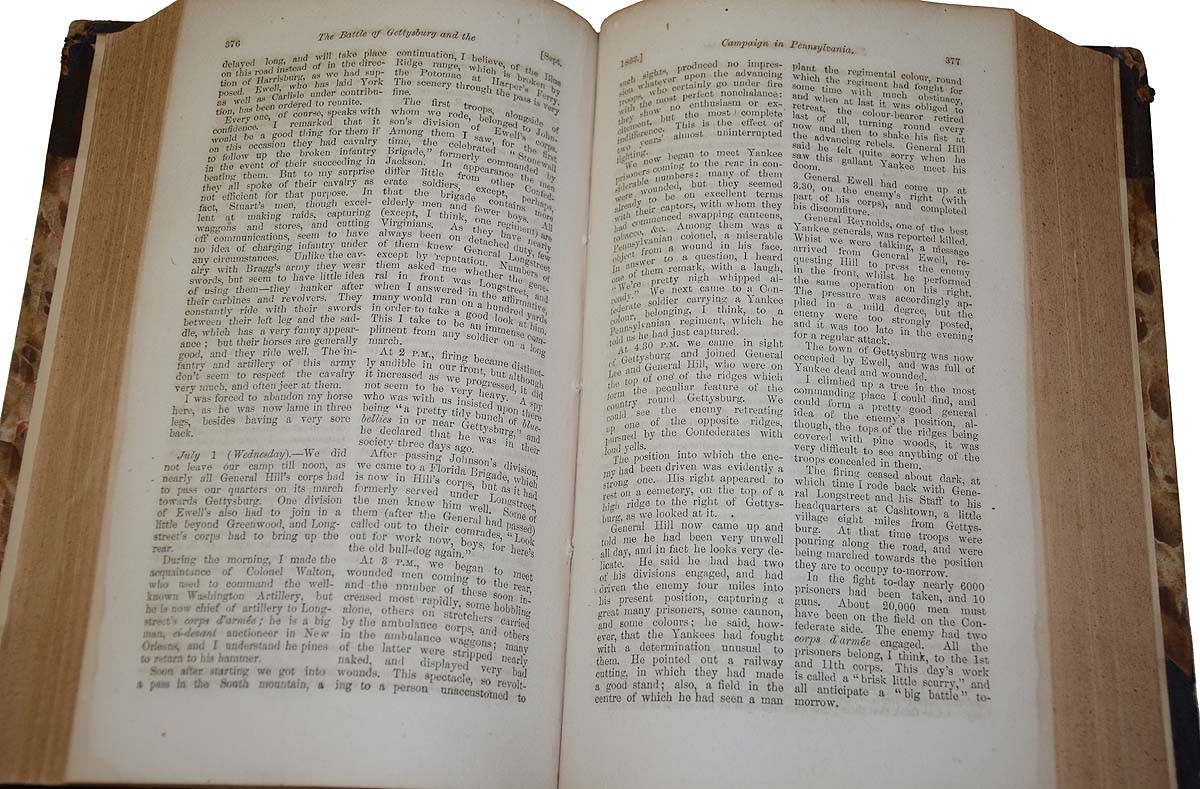 376
The Battle of Gettysburg and the
[Sept.
delayed long, and will take place
on this road instead of in the direc-
tion of Harrisburg, as we had sup-
posed. Ewell, who has laid York
as well as Carlisle under contribu-
tion, has been ordered to reunite.
Every one, of course, speaks with
confidence. I remarked that it
would be a good thing for them if
on this occasion they had cavalry
to follow up the broken infantry
in the event of their succeeding in
beating them. But to my surprise
they all spoke of their cavalry as
not efficient for that purpose. In
fact, Stuart's men, though excel-
lent at making raids, capturing
waggons and stores, and cutting
off communications, seem to have
no idea of charging infantry under
any circumstances. Unlike the cav-
alry with Bragg's army they wear
swords, but seem to have little idea
of using them—they hanker after
their carbines and revolvers. They
constantly ride with their swords
between their left leg and the sad-
dle, which has a very funny appear-
ance; but their horses are generally
good, and they ride well. The in-
fantry and artillery of this army
don't seem to respect the cavalry
very much, and often jeer at them.
I was forced to abandon my horse
here, as he was now lame in three
legs, besides having a very sore
back.
July 1 (Wednesday).—We did
not leave our camp till noon, as
nearly all General Hill's corps had
to pass our quarters on its march
towards Gettysburg. One division
of Ewell's also had to join in a
little beyond Greenwood, and Long-
street's corps had to bring up the
rear.
During the morning, I made the
acquaintance of Colonel Walton,
who used to command the well-
known Washington Artillery, but
he is now chief of artillery to Long-
street's corps d'armée; he is a big
man, ci-devant auctioneer in New
Orleans, and I understand he pines
to return to his hammer.
Soon after starting we got into
a pass in the South mountain, a
continuation, I believe, of the Blue
Ridge range, which is broken by
the Potomac at Harper's Ferry.
The scenery through the pass is very
fine.
The first troops, alongside of
whom we rode, belonged to John-
son's division of Ewell's corps.
Among them I saw, for the first
time, the celebrated "Stonewall
Brigade," formerly commanded by
Jackson. In appearance the men
differ little from other Confed-
erate soldiers, except, perhaps,
that the brigade contains more
elderly men and fewer boys. All
(except, I think, one regiment) are
Virginians. As they have nearly
always been on detached duty, few
of them knew General Longstreet,
except by reputation. Numbers of
them asked me whether the gene-
ral in front was Longstreet, and
when I answered in the affirmative,
many would run on a hundred yards,
in order to take a good look at him.
This I take to be an immense com-
pliment from any soldier on a long
march.
At 2 P.M., firing became distinct-
ly audible in our front, but although
it increased as we progressed, it did
not seem to be very heavy. A spy
who was with us insisted upon there
being "a pretty tidy bunch of blue-
bellies in or near Gettysburg," and
he declared that he was in their
society three days ago.
After passing Johnson's division,
we came to a Florida Brigade, which
is now in Hill's corps, but as it had
formerly served under Longstreet,
the men knew him well. Some of
them (after the General had passed)
called out to their comrades, "Look
out for work now, boys, for here's
the old bull-dog again."
At 3 P.M., we began to meet
wounded men coming to the rear,
and the number of these soon in-
creased most rapidly, some hobbling
alone, others on stretchers carried
by the ambulance corps, and others
in the ambulance waggons; many
of the latter were stripped nearly
naked, and displayed very bad
wounds. This spectacle, so revolt-
ing to a person unaccustomed to
1863.]
Campaign in Pennsylvania.
377
such sights, produced no impres-
sion whatever upon the advancing
troops, who certainly go under fire
with the most perfect nonchalance:
they show no enthusiasm or ex-
citement, but the most complete
indifference. This is the effect of
two years' almost uninterrupted
fighting.
We now began to meet Yankee
prisoners coming to the rear in con-
siderable numbers: many of them
were wounded, but they seemed
already to be on excellent terms
with their captors, with whom they
had commenced swapping canteens,
tobacco, &c. Among them was a
Pennsylvanian colonel, a miserable
object from a wound in his face.
In answer to a question, I heard
one of them remark, with a laugh,
"We're pretty nigh whipped al-
ready." We next came to a Con-
federate soldier carrying a Yankee
colour, belonging, I think, to a
Pennsylvanian regiment, which he
told us he had just captured.
At 4.30 P.M. we came in sight
of Gettysburg and joined General
Lee and General Hill, who were on
the top of one of the ridges which
form the peculiar feature of the
country round Gettysburg. We
could see the enemy retreating
up one of the opposite ridges,
pursued by the Confederates with
loud yells.
The position into which the ene-
my had been driven was evidently a
strong one. His right appeared to
rest on a cemetery, on the top of a
high ridge to the right of Gettys-
burg, as we looked at it.
General Hill now came up and
told me he had been very unwell
all day, and in fact he looks very de-
licate. He said he had had two
of his divisions engaged, and had
driven the enemy four miles into
his present position, capturing a
great many prisoners, some cannon,
and some colours; he said, how-
ever, that the Yankees had fought
with a determination unusual to
them. He pointed out a railway
cutting, in which they had made
a good stand; also, a field in the
centre of which he had seen a man
plant the regimental colour, round
which the regiment had fought for
some time with much obstinacy,
and when at last it was obliged to
retreat, the colour-bearer retired
last of all, turning round every
now and then to shake his fist at
the advancing rebels. General Hill
said he felt quite sorry when he
saw this gallant Yankee meet his
doom.
General Ewell had come up at
3.30, on the enemy's right (with
part of his corps), and completed
his discomfiture.
General Reynolds, one of the best
Yankee generals, was reported killed.
Whist we were talking, a message
arrived from General Ewell, re-
questing Hill to press the enemy
in the front, whilst he performed
the same operation on his right.
The pressure was accordingly ap-
plied in a mild degree, but the
enemy were too strongly posted,
and it was too late in the evening
for a regular attack.
The town of Gettysburg was now
occupied by Ewell, and was full of
Yankee dead and wounded.
I climbed up a tree in the most
commanding place I could find, and
could form a pretty good general
idea of the enemy's position, al-
though, the tops of the ridges being
covered with pine woods, it was
very difficult to see anything of the
troops concealed in them.
The firing ceased about dark, at
which time I rode back with Gene-
ral Longstreet and his Staff to his
headquarters at Cashtown, a little
village eight miles from Gettys-
burg. At that time troops were
pouring along the road, and were
being marched towards the position
they are to occupy to-morrow.
In the fight to-day nearly 6000
prisoners had been taken, and 10
guns. About 20,000 men must
have been on the field on the Con-
federate side. The enemy had two
corps d'armée engaged. All the
prisoners belong, I think, to the 1st
and 11th corps. This day's work
is called a "brisk little scurry," and
all anticipate a "big battle" to-
morrow.